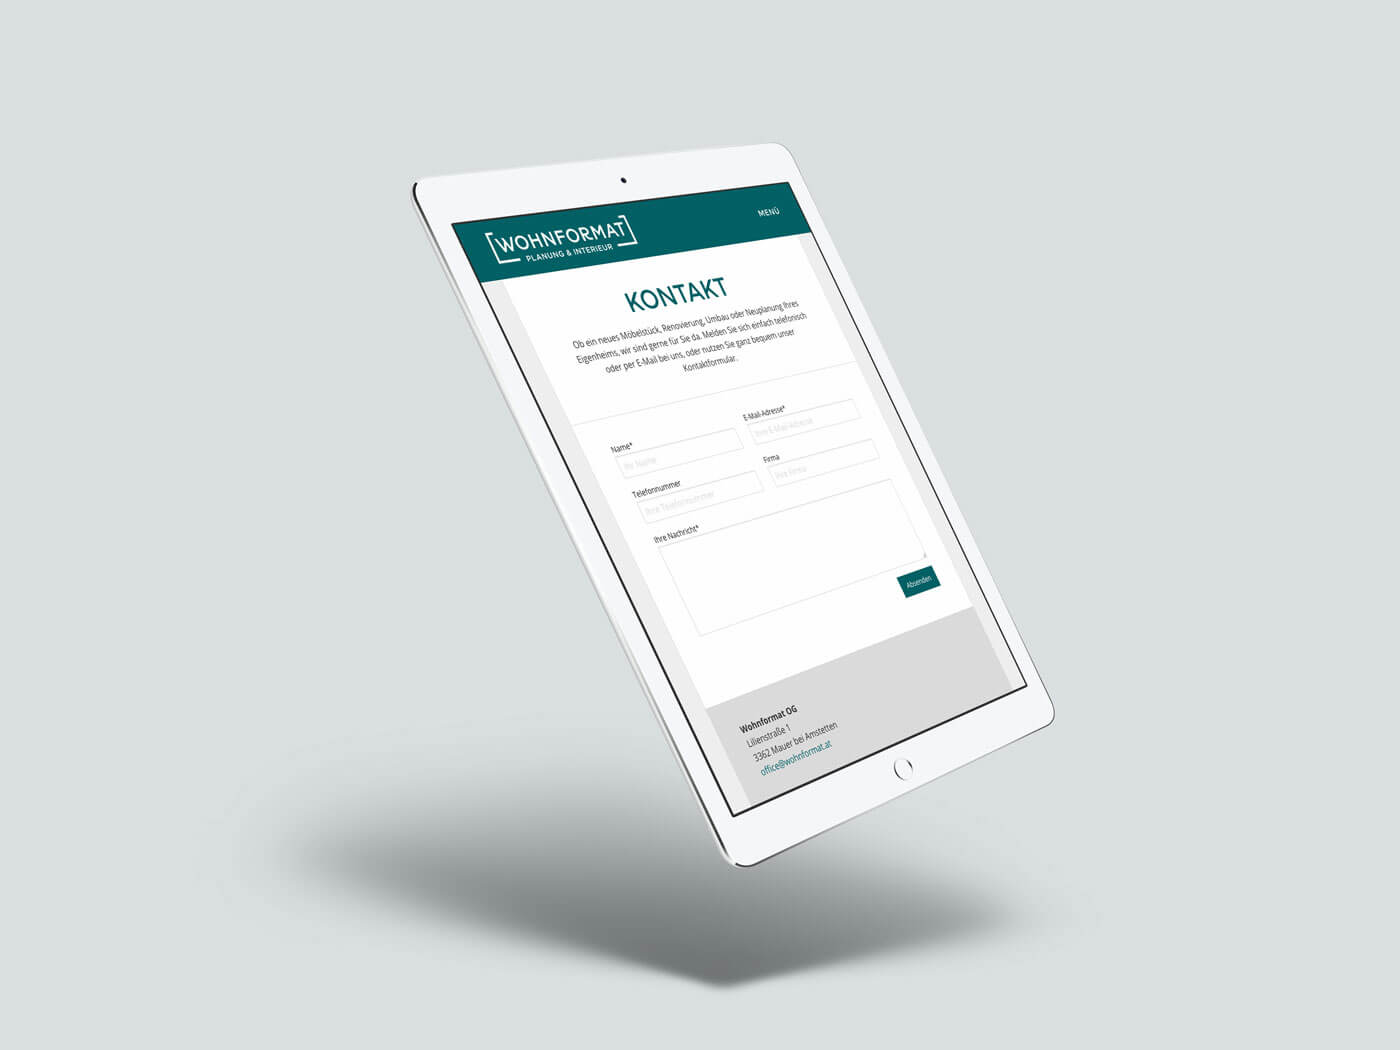 WOHNFORMAT
PLANUNG & INTERIEUR
MENÜ
KONTAKT
Ob ein neues Möbelstück, Renovierung, Umbau oder Neuplanung Ihres
Eigenheims, wir sind gerne für Sie da. Melden Sie sich einfach telefonisch
oder per E-Mail bei uns, oder nutzen Sie ganz bequem unser
Kontaktformular.
Name*
Ihr Name
E-Mail-Adresse*
Ihre E-Mail-Adresse
Telefonnummer
Ihre Telefonnummer
Firma
Ihre Firma
Ihre Nachricht*
Absenden
Wohnformat OG
Lilienstraße 1
3362 Mauer bei Amstetten
office@wohnformat.at